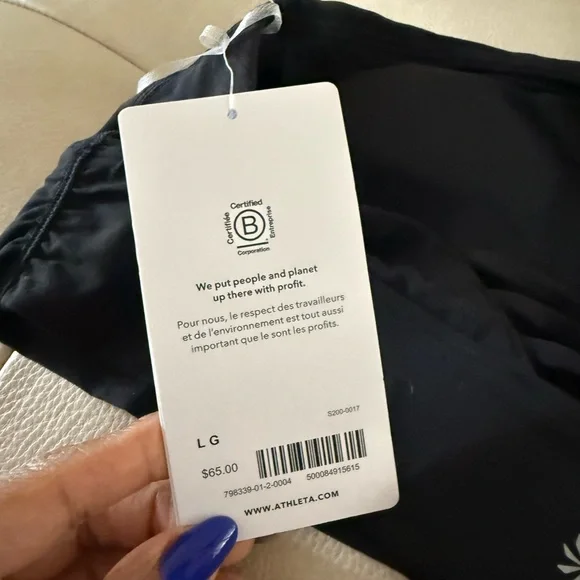 Certified
Certifiée
B
Entreprise
Corporation
We put people and planet
up there with profit.
Pour nous, le respect des travailleurs
et de l'environnement est tout aussi
important que le sont les profits.
S200-0017
LG
$65.00
798339-01-2-0004 500084915615
WWW.ATHLETA.COM